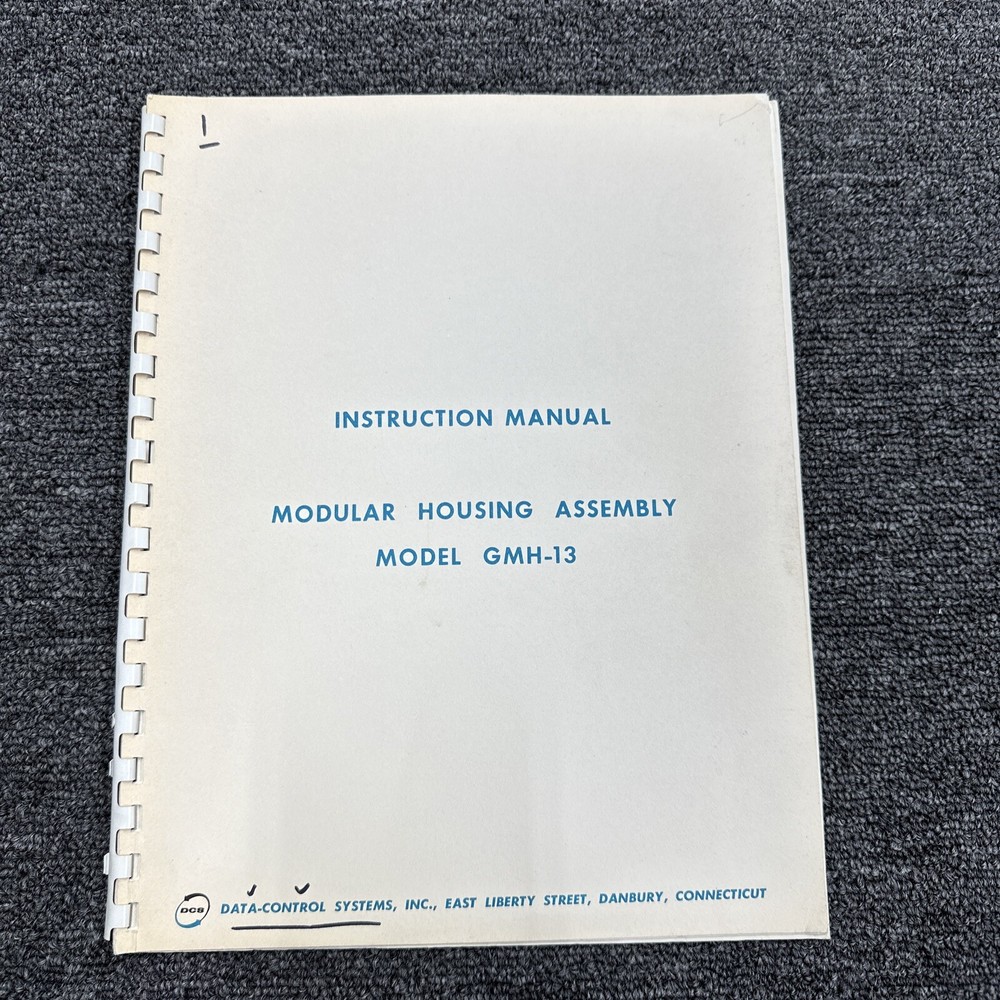 1
INSTRUCTION MANUAL
MODULAR HOUSING ASSEMBLY
MODEL GMH-13
DCS DATA-CONTROL SYSTEMS, INC., EAST LIBERTY STREET, DANBURY, CONNECTICUT